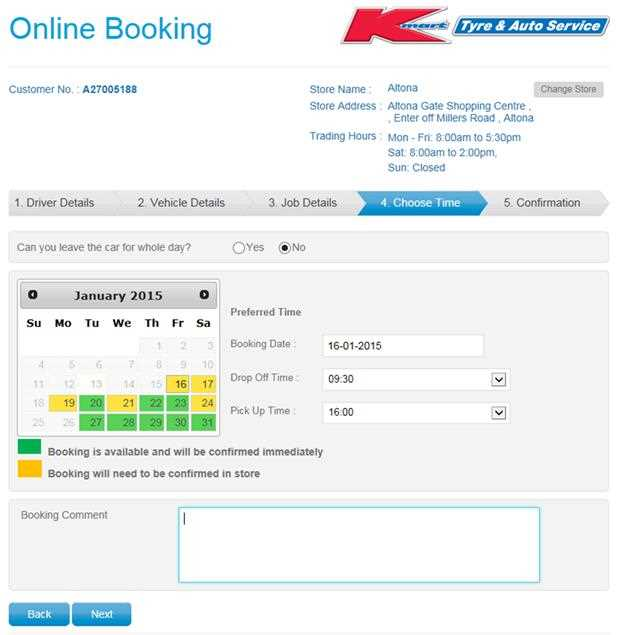 Online Booking
Kmart Tyre & Auto Service
Customer No. : A27005188
Store Name : Altona
Change Store
Store Address : Altona Gate Shopping Centre ,
, Enter off Millers Road , Altona
Trading Hours : Mon - Fri: 8:00am to 5:30pm
Sat: 8:00am to 2:00pm,
Sun: Closed
1. Driver Details 2. Vehicle Details 3. Job Details 4. Choose Time 5. Confirmation
Can you leave the car for whole day? Yes No
January 2015
Su Mo Tu We Th Fr Sa
1 2 3
4 5 6 7 8 9 10
11 12 13 14 15 16 17
18 19 20 21 22 23 24
25 26 27 28 29 30 31
Preferred Time
Booking Date : 16-01-2015
Drop Off Time : 09:30
Pick Up Time : 16:00
Booking is available and will be confirmed immediately
Booking will need to be confirmed in store
Booking Comment
Back Next